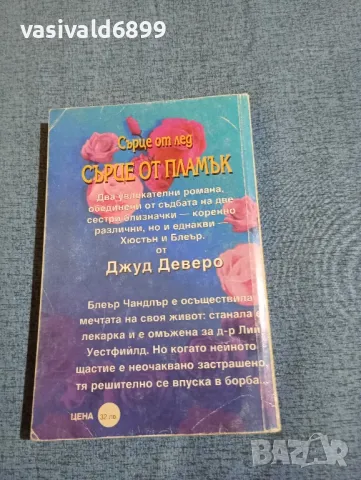 vasivald6899
Сърце от лед
СЪРЦЕ ОТ ПЛАМЪК
Два увлекателни романа,
обединени от съдбата на две
сестри близначки — коренно
различни, но и еднакви —
Хюстън и Блеър.
от
Джуд Деверо
Блеър Чандлър е осъществила
мечтата на своя живот: станала е
лекарка и е омъжена за д-р Лий
Уестфийлд. Но когато нейното
щастие е неочаквано застрашено,
тя решително се впуска в борба...
ЦЕНА
BAZAR
bg